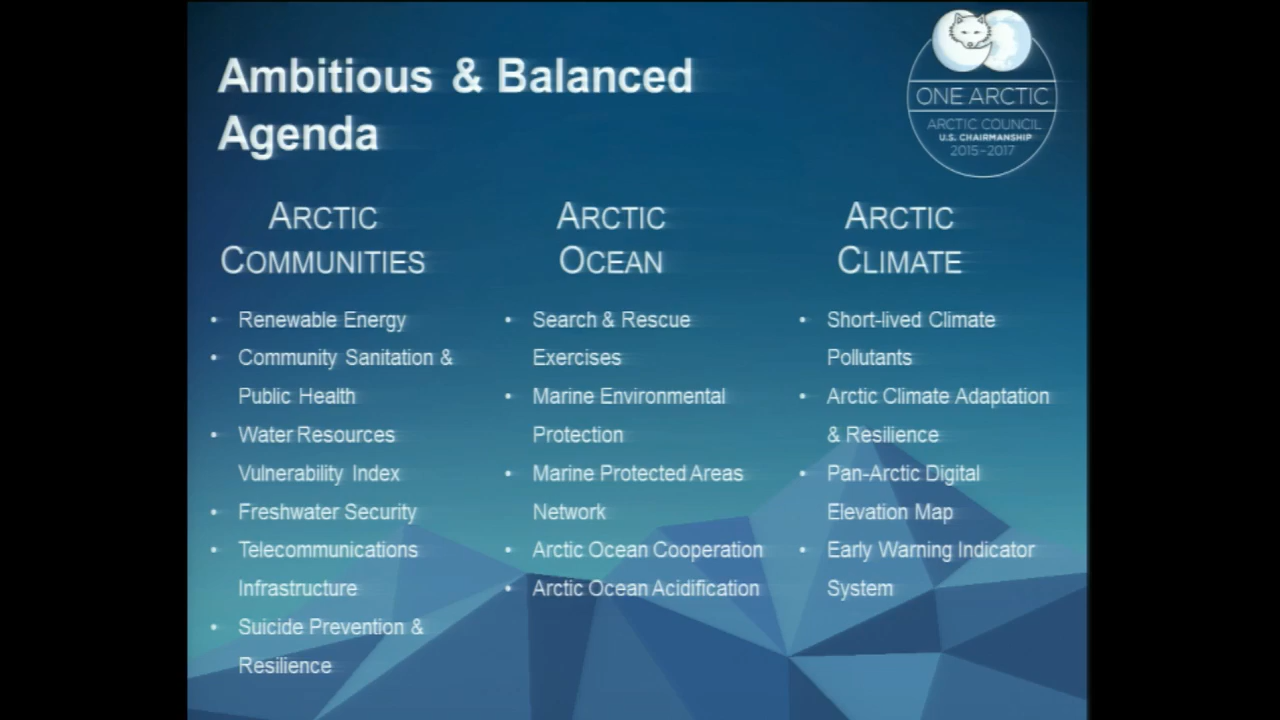 Ambitious & Balanced
Agenda
ONE ARCTIC
ARCTIC COUNCIL
U.S. CHAIRMANSHIP
2015-2017
ARCTIC
COMMUNITIES
• Renewable Energy
• Community Sanitation &
Public Health
• Water Resources
Vulnerability Index
• Freshwater Security
• Telecommunications
Infrastructure
• Suicide Prevention &
Resilience
ARCTIC
OCEAN
• Search & Rescue
Exercises
• Marine Environmental
Protection
• Marine Protected Areas
Network
• Arctic Ocean Cooperation
• Arctic Ocean Acidification
ARCTIC
CLIMATE
• Short-lived Climate
Pollutants
• Arctic Climate Adaptation
& Resilience
• Pan-Arctic Digital
Elevation Map
• Early Warning Indicator
System